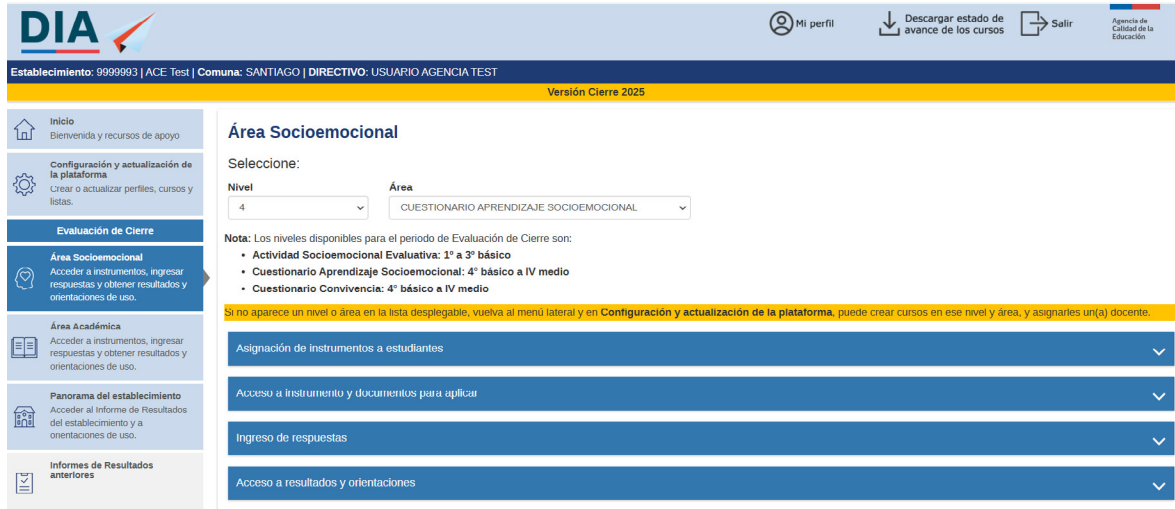 DIA
Mi perfil
Descargar estado de
avance de los cursos
Salir
Agencia de
Calidad de la
Educación
Establecimiento: 9999993 | ACE Test | Comuna: SANTIAGO | DIRECTIVO: USUARIO AGENCIA TEST
Versión Cierre 2025
Inicio
Bienvenida y recursos de apoyo
Configuración y actualización de
la plataforma
Crear o actualizar perfiles, cursos y
listas.
Evaluación de Cierre
Área Socioemocional
Acceder a instrumentos, ingresar
respuestas y obtener resultados y
orientaciones de uso.
Área Académica
Acceder a instrumentos, ingresar
respuestas y obtener resultados y
orientaciones de uso.
Panorama del establecimiento
Acceder al Informe de Resultados
del establecimiento y a
orientaciones de uso.
Informes de Resultados
anteriores
Área Socioemocional
Seleccione:
Nivel
Área
4
CUESTIONARIO APRENDIZAJE SOCIOEMOCIONAL
Nota: Los niveles disponibles para el periodo de Evaluación de Cierre son:
• Actividad Socioemocional Evaluativa: 1º a 3º básico
• Cuestionario Aprendizaje Socioemocional: 4° básico a IV medio
• Cuestionario Convivencia: 4° básico a IV medio
Si no aparece un nivel o área en la lista desplegable, vuelva al menú lateral y en Configuración y actualización de la plataforma, puede crear cursos en ese nivel y área, y asignarles un(a) docente.
Asignación de instrumentos a estudiantes
Acceso a instrumento y documentos para aplicar
Ingreso de respuestas
Acceso a resultados y orientaciones